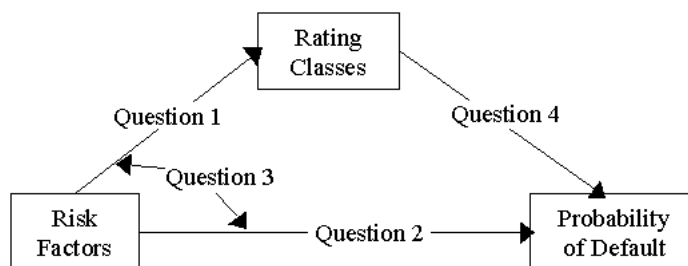 Rating
Classes
Question 1
Question 4
Question 3
Risk
Factors
Question 2
Probability
of Default